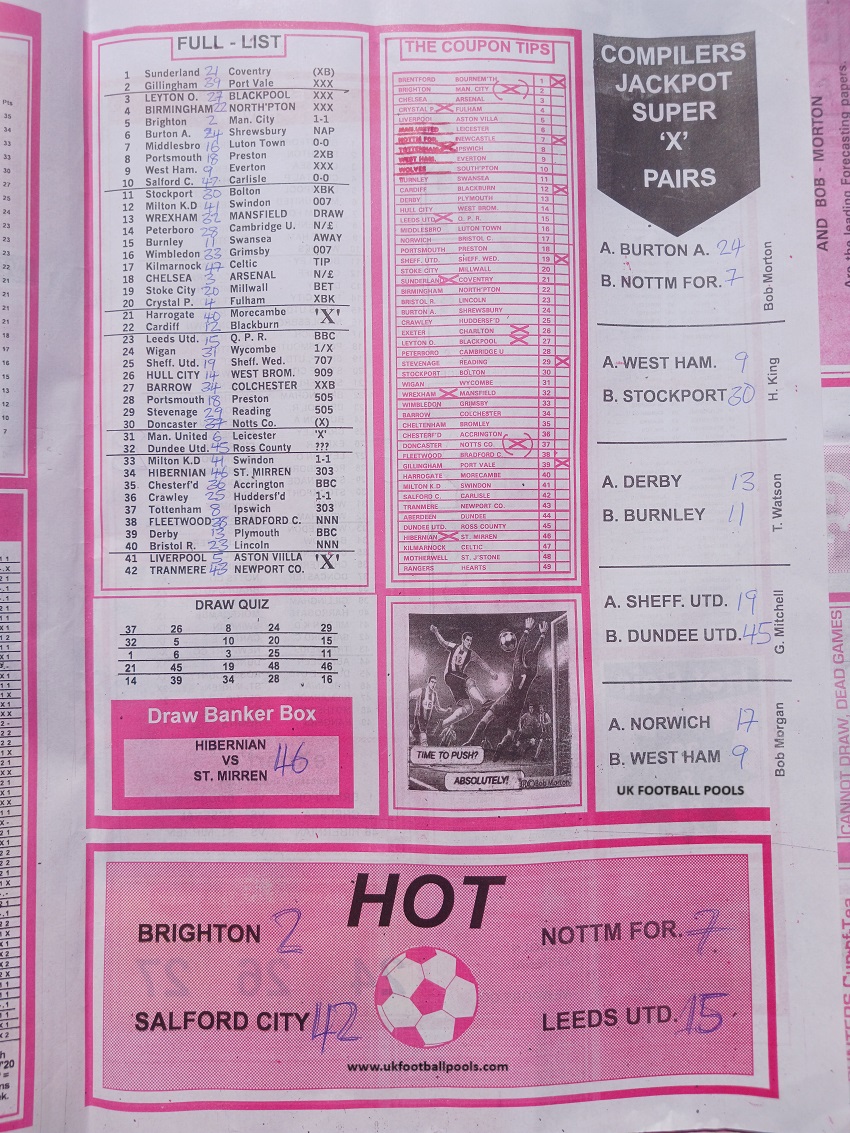 FULL - LIST
1 Sunderland 21 Coventry (XB)
2 Gillingham 39 Port Vale XXX
3 LEYTON O. 27 BLACKPOOL XXX
4 BIRMINGHAM 22 NORTH'PTON XXX
5 Brighton 2 Man. City 1-1
6 Burton A. 24 Shrewsbury NAP
7 Middlesbro 16 Luton Town 0-0
8 Portsmouth 18 Preston 2XB
9 West Ham. 9 Everton XXX
10 Salford C. 42 Carlisle 0-0
11 Stockport 30 Bolton XBK
12 Milton K.D 41 Swindon 007
13 WREXHAM 32 MANSFIELD DRAW
14 Peterboro 28 Cambridge U. N/£
15 Burnley 11 Swansea AWAY
16 Wimbledon 33 Grimsby 007
17 Kilmarnock 47 Celtic TIP
18 CHELSEA 3 ARSENAL N/£
19 Stoke City 20 Millwall BET
20 Crystal P. 4 Fulham XBK
21 Harrogate 40 Morecambe 'X'
22 Cardiff 12 Blackburn
23 Leeds Utd. 15 Q. P. R. BBC
24 Wigan 31 Wycombe 1/X
25 Sheff. Utd. 19 Sheff. Wed. 707
26 HULL CITY 14 WEST BROM. 909
27 BARROW 34 COLCHESTER XXB
28 Portsmouth 18 Preston 505
29 Stevenage 29 Reading 505
30 Doncaster 37 Notts Co. (X)
31 Man. United 6 Leicester 'X'
32 Dundee Utd. 45 Ross County ???
33 Milton K.D 41 Swindon 1-1
34 HIBERNIAN 46 ST. MIRREN 303
35 Chesterf'd 36 Accrington BBC
36 Crawley 25 Huddersf'd 1-1
37 Tottenham 8 Ipswich 303
38 FLEETWOOD 38 BRADFORD C. NNN
39 Derby 13 Plymouth BBC
40 Bristol R. 23 Lincoln NNN
41 LIVERPOOL 5 ASTON VIILLA 'X'
42 TRANMERE 43 NEWPORT CO.
DRAW QUIZ
37 26 8 24 29
32 5 10 20 15
1 6 3 25 11
21 45 19 48 46
14 39 34 28 16
Draw Banker Box
HIBERNIAN
VS 46
ST. MIRREN
THE COUPON TIPS
BRENTFORD BOURNEM'TH 1
BRIGHTON MAN. CITY 2
CHELSEA ARSENAL 3
CRYSTAL P. FULHAM 4
LIVERPOOL ASTON VILLA 5
MAN UNITED LEICESTER 6
NOTTM FOR. NEWCASTLE 7
TOTTENHAM IPSWICH 8
WEST HAM. EVERTON 9
WOLVES SOUTH'PTON 10
BURNLEY SWANSEA 11
CARDIFF BLACKBURN 12
DERBY PLYMOUTH 13
HULL CITY WEST BROM. 14
LEEDS UTD Q. P. R. 15
MIDDLESBRO LUTON TOWN 16
NORWICH BRISTOL C 17
PORTSMOUTH PRESTON 18
SHEFF. UTD. SHEFF. WED. 19
STOKE CITY MILLWALL 20
SUNDERLAND COVENTRY 21
BIRMINGHAM NORTH'PTON 22
BRISTOL R. LINCOLN 23
BURTON A. SHREWSBURY 24
CRAWLEY HUDDERSF'D 25
EXETER CHARLTON 26
LEYTON O. BLACKPOOL 27
PETERBORO CAMBRIDGE U 28
STEVENAGE READING 29
STOCKPORT BOLTON 30
WIGAN WYCOMBE 31
WREXHAM MANSFIELD 32
WIMBLEDON GRIMSBY 33
BARROW COLCHESTER 34
CHELTENHAM BROMLEY 35
CHESTERF'D ACCRINGTON 36
DONCASTER NOTTS CO. 37
FLEETWOOD BRADFORD C. 38
GILLINGHAM PORT VALE 39
HARROGATE MORECAMBE 40
MILTON K.D SWINDON 41
SALFORD C. CARLISLE 42
TRANMERE NEWPORT CO. 43
ABERDEEN DUNDEE 44
DUNDEE UTD. ROSS COUNTY 45
HIBERNIAN ST. MIRREN 46
KILMARNOCK CELTIC 47
MOTHERWELL ST. J'STONE 48
RANGERS HEARTS 49
TIME TO PUSH?
ABSOLUTELY!
Bob Morton
COMPILERS
JACKPOT
SUPER
'X'
PAIRS
A. BURTON A. 24
B. NOTTM FOR. 7
Bob Morton
A. WEST HAM. 9
B. STOCKPORT 30
H. King
A. DERBY 13
B. BURNLEY 11
T. Watson
A. SHEFF. UTD. 19
B. DUNDEE UTD. 45
G. Mitchell
A. NORWICH 17
B. WEST HAM 9
Bob Morgan
UK FOOTBALL POOLS
HOT
BRIGHTON 2 NOTTM FOR. 7
SALFORD CITY 42 LEEDS UTD. 15
www.ukfootballpools.com
AND BOB - MORTON
CANNOT DRAW, DEAD GAMES